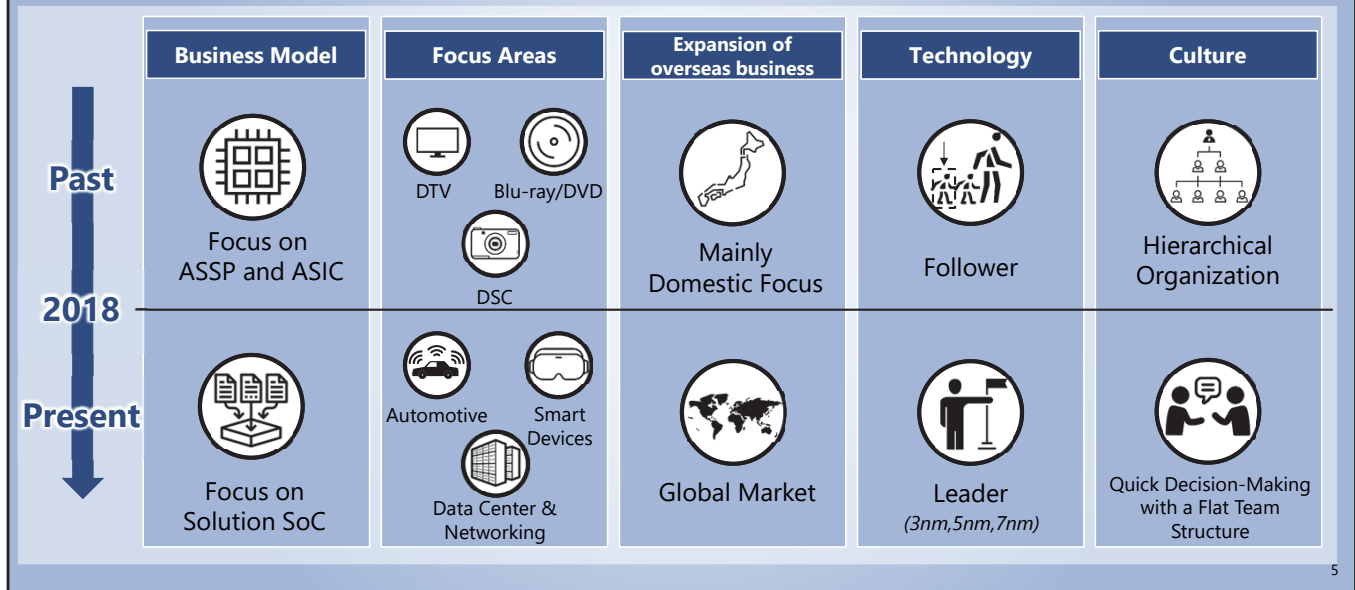 Business Model
Focus Areas
Expansion of
overseas business
Technology
Culture
Past
Focus on
ASSP and ASIC
DTV
Blu-ray/DVD
DSC
Mainly
Domestic Focus
Follower
Hierarchical
Organization
2018
Present
Focus on
Solution SoC
Automotive
Smart
Devices
Data Center &
Networking
Global Market
Leader
(3nm,5nm,7nm)
Quick Decision-Making
with a Flat Team
Structure
5